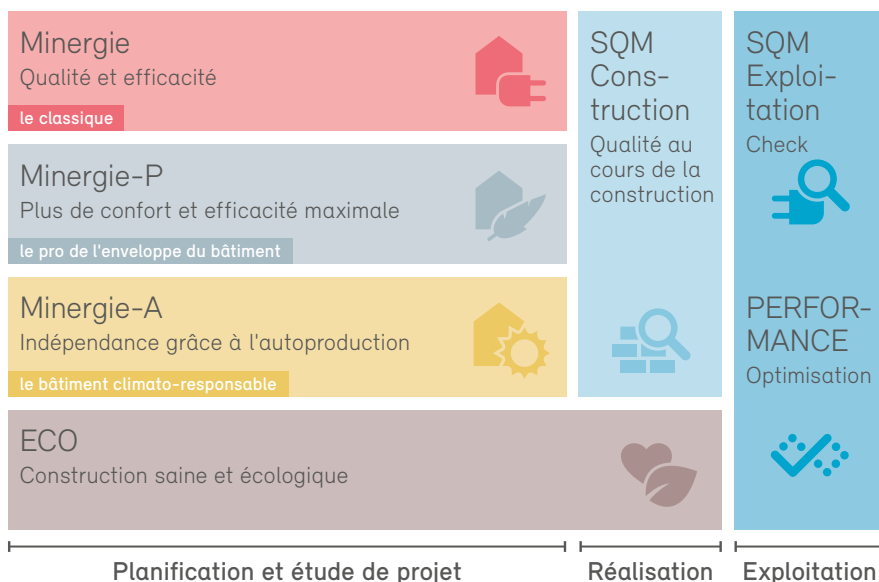 Minergie
Qualité et efficacité
le classique
Minergie-P
Plus de confort et efficacité maximale
le pro de l'enveloppe du bâtiment
Minergie-A
Indépendance grâce à l'autoproduction
le bâtiment climato-responsable
ECO
Construction saine et écologique
SQM
Cons-
truction
Qualité au
cours de la
construction
SQM
Exploi-
tation
Check
PERFOR-
MANCE
Optimisation
Planification et étude de projet
Réalisation
Exploitation